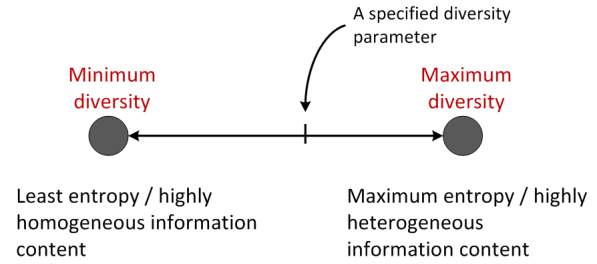 A specified diversity
parameter
Minimum
diversity
Maximum
diversity
Least entropy / highly
homogeneous information
content
Maximum entropy / highly
heterogeneous
information content